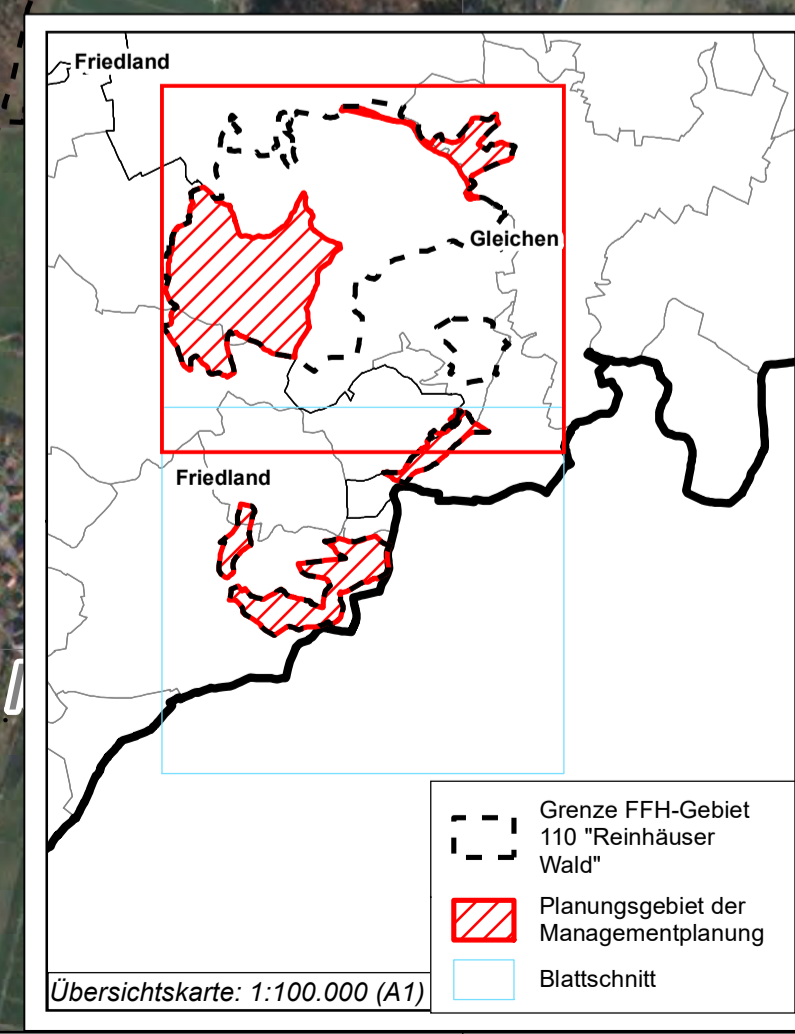 Friedland
Gleichen
Friedland
Grenze FFH-Gebiet
110 "Reinhäuser
Wald"
Planungsgebiet der
Managementplanung
Blattschnitt
Übersichtskarte: 1:100.000 (A1)